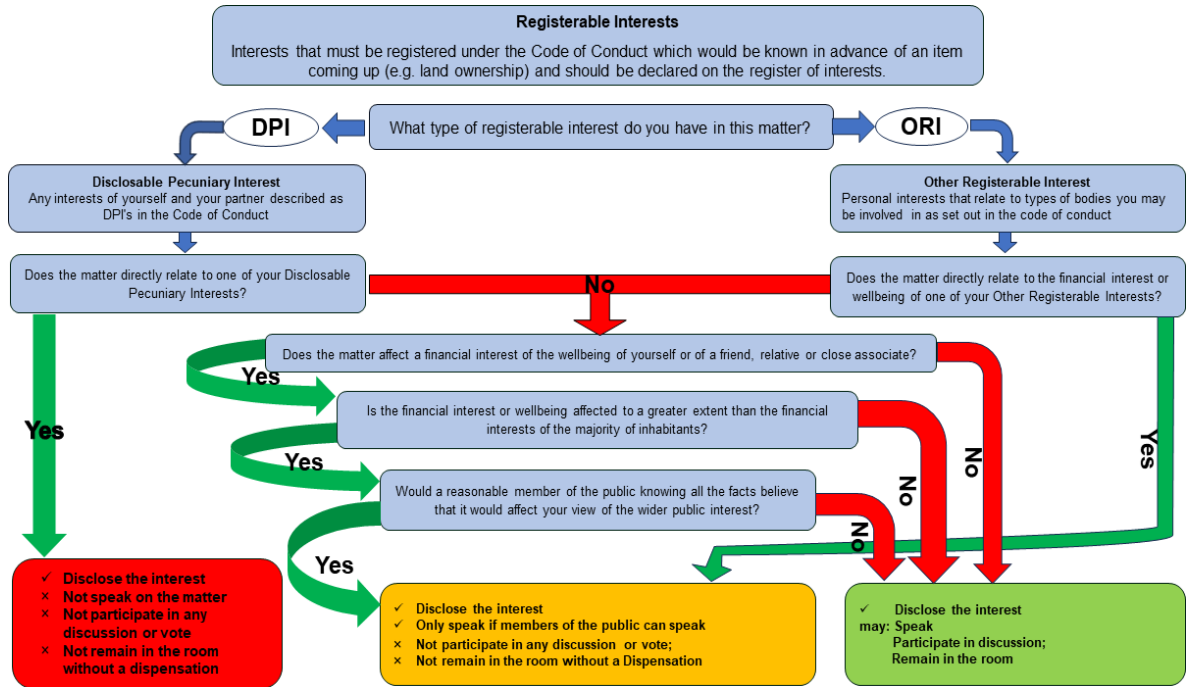 Registerable Interests
Interests that must be registered under the Code of Conduct which would be known in advance of an item
coming up (e.g. land ownership) and should be declared on the register of interests.
DPI
What type of registerable interest do you have in this matter?
ORI
Disclosable Pecuniary Interest
Any interests of yourself and your partner described as
DPI's in the Code of Conduct
Other Registerable Interest
Personal interests that relate to types of bodies you may
be involved in as set out in the code of conduct
Does the matter directly relate to one of your Disclosable
Pecuniary Interests?
No
Does the matter directly relate to the financial interest or
wellbeing of one of your Other Registerable Interests?
Does the matter affect a financial interest of the wellbeing of yourself or of a friend, relative or close associate?
Yes
Is the financial interest or wellbeing affected to a greater extent than the financial
interests of the majority of inhabitants?
Yes
Yes
Yes
No
No
Would a reasonable member of the public knowing all the facts believe
that it would affect your view of the wider public interest?
No
Yes
✓ Disclose the interest
× Not speak on the matter
× Not participate in any
discussion or vote
× Not remain in the room
without a dispensation
✓ Disclose the interest
✓ Only speak if members of the public can speak
× Not participate in any discussion or vote;
× Not remain in the room without a Dispensation
✓ Disclose the interest
may: Speak
Participate in discussion;
Remain in the room